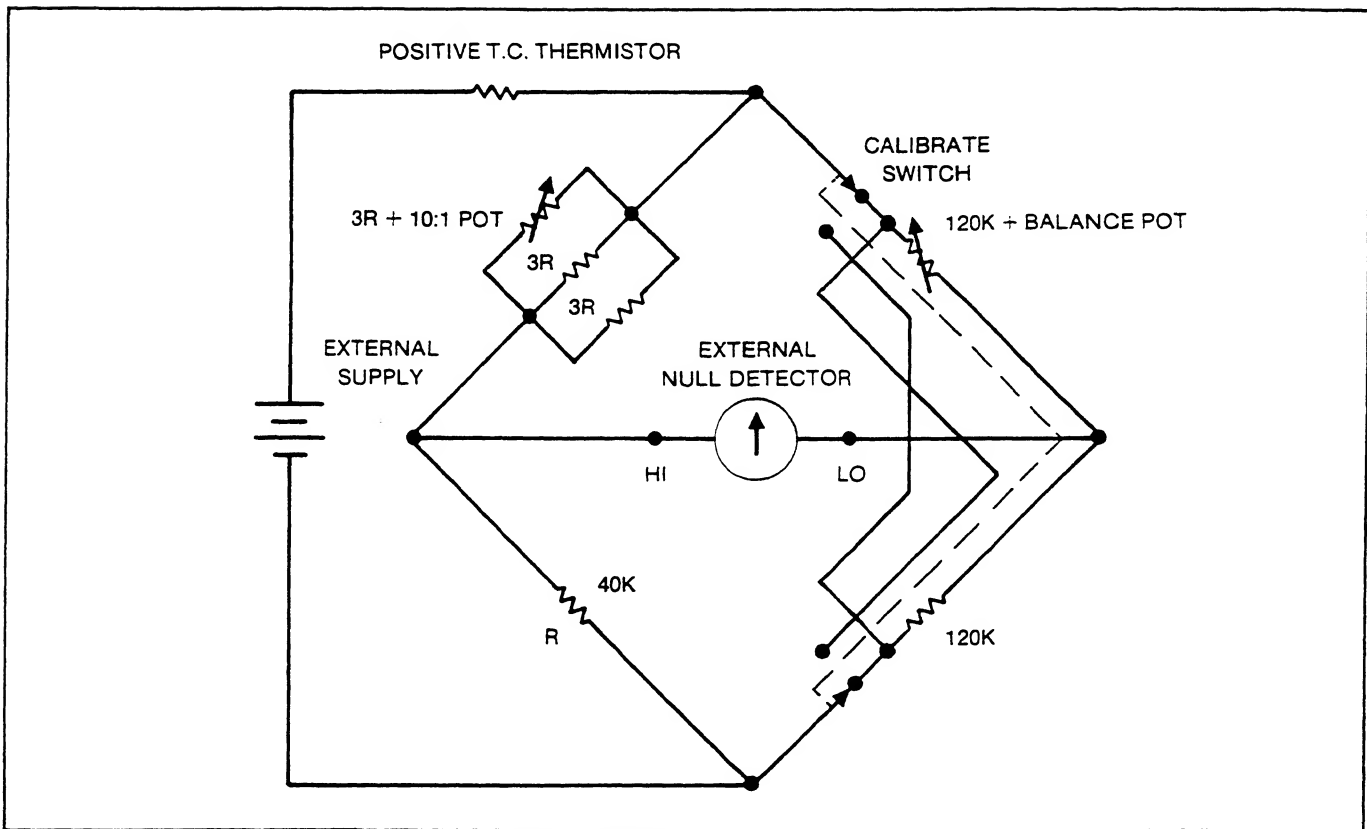 POSITIVE T.C. THERMISTOR
CALIBRATE
SWITCH
3R + 10:1 POT
120K + BALANCE POT
3R
3R
EXTERNAL
SUPPLY
EXTERNAL
NULL DETECTOR
HI
LO
40K
R
120K